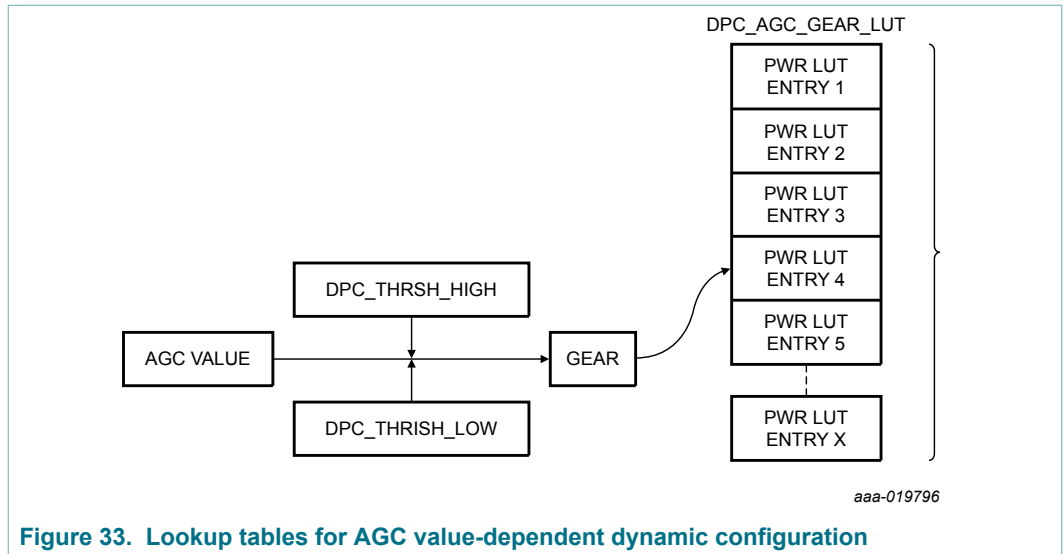 DPC_AGC_GEAR_LUT
PWR LUT
ENTRY 1
PWR LUT
ENTRY 2
PWR LUT
ENTRY 3
PWR LUT
ENTRY 4
PWR LUT
ENTRY 5
PWR LUT
ENTRY X
DPC_THRSH_HIGH
AGC VALUE
GEAR
DPC_THRISH_LOW
aaa-019796
Figure 33. Lookup tables for AGC value-dependent dynamic configuration